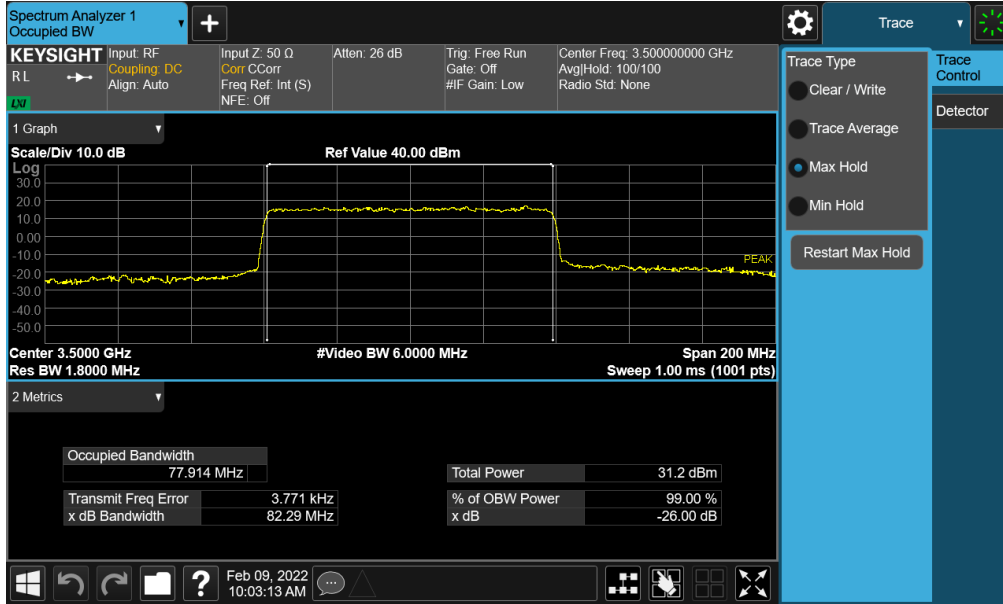 Spectrum Analyzer 1
Occupied BW
Trace
KEYSIGHT
RL
LXI
Input: RF
Coupling: DC
Align: Auto
Input Z: 50 Ω
Corr CCorr
Freq Ref: Int (S)
NFE: Off
Atten: 26 dB
Trig: Free Run
Gate: Off
#IF Gain: Low
Center Freq: 3.500000000 GHz
Avg|Hold: 100/100
Radio Std: None
Trace Type
Clear / Write
Trace Average
Max Hold
Min Hold
Restart Max Hold
Trace
Control
Detector
1 Graph
Scale/Div 10.0 dB
Ref Value 40.00 dBm
Log
30.0
20.0
10.0
0.00
-10.0
-20.0
-30.0
-40.0
-50.0
PEAK
Center 3.5000 GHz
#Video BW 6.0000 MHz
Span 200 MHz
Res BW 1.8000 MHz
Sweep 1.00 ms (1001 pts)
2 Metrics
Occupied Bandwidth
77.914 MHz
Total Power 31.2 dBm
Transmit Freq Error 3.771 kHz
% of OBW Power 99.00 %
x dB Bandwidth 82.29 MHz
x dB -26.00 dB
Feb 09, 2022
10:03:13 AM